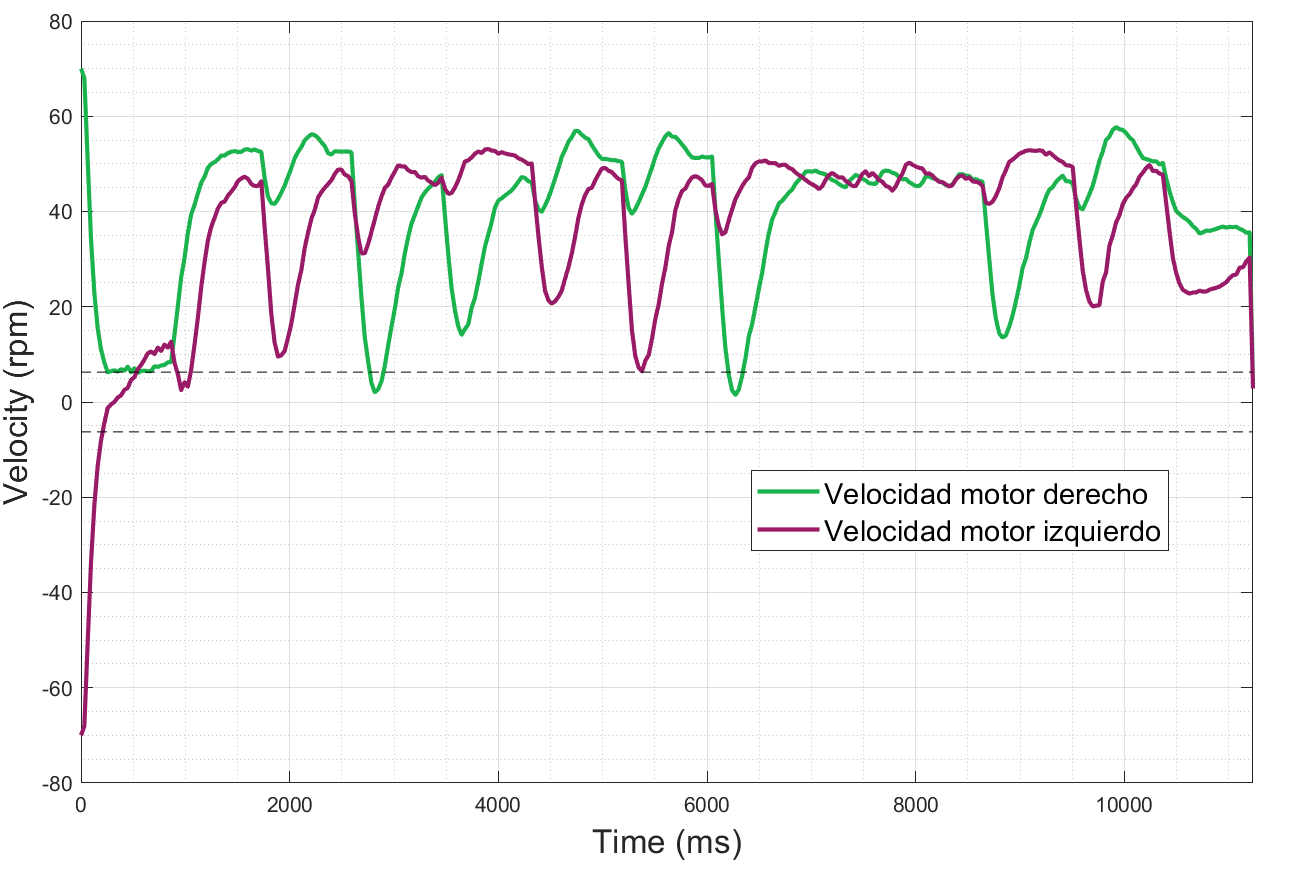 80
60
40
20
0
-20
-40
-60
-80
Velocity (rpm)
Velocidad motor derecho
Velocidad motor izquierdo
0 2000 4000 6000 8000 10000
Time (ms)